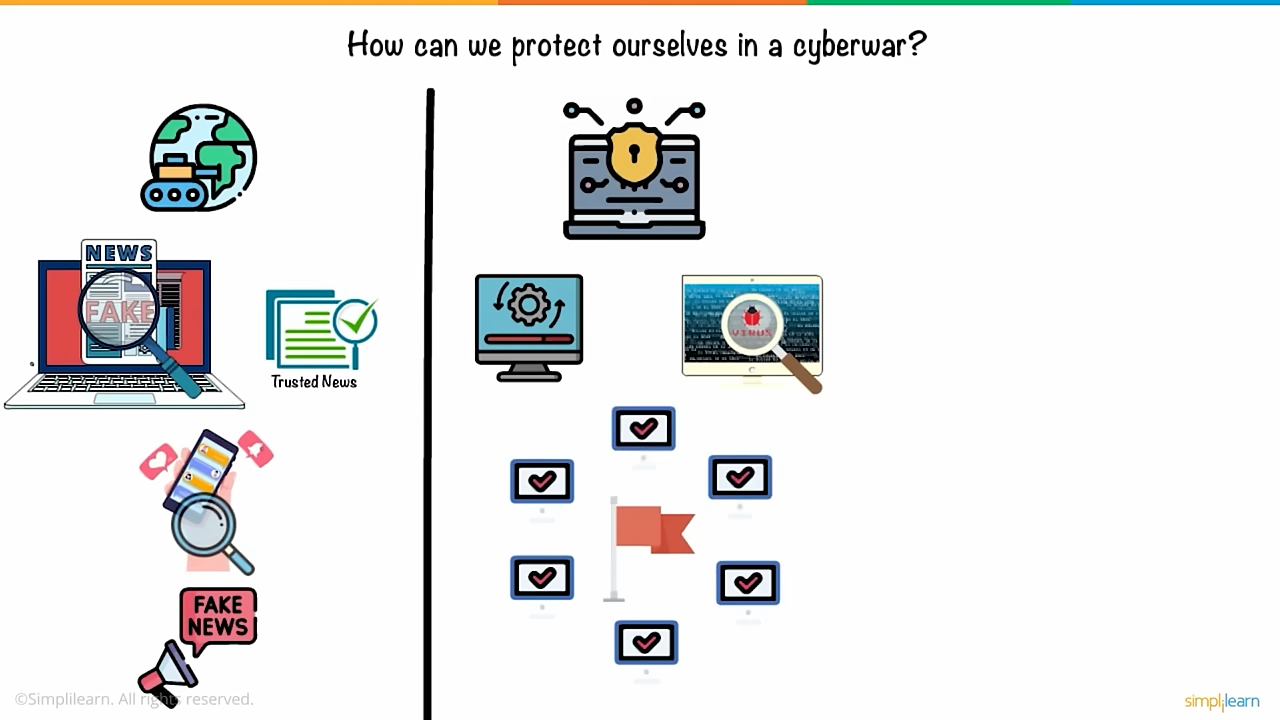 How can we protect ourselves in a cyberwar?
NEWS
FAKE
Trusted News
VIRUS
FAKE
NEWS
©Simplilearn. All rights reserved.
simplilearn